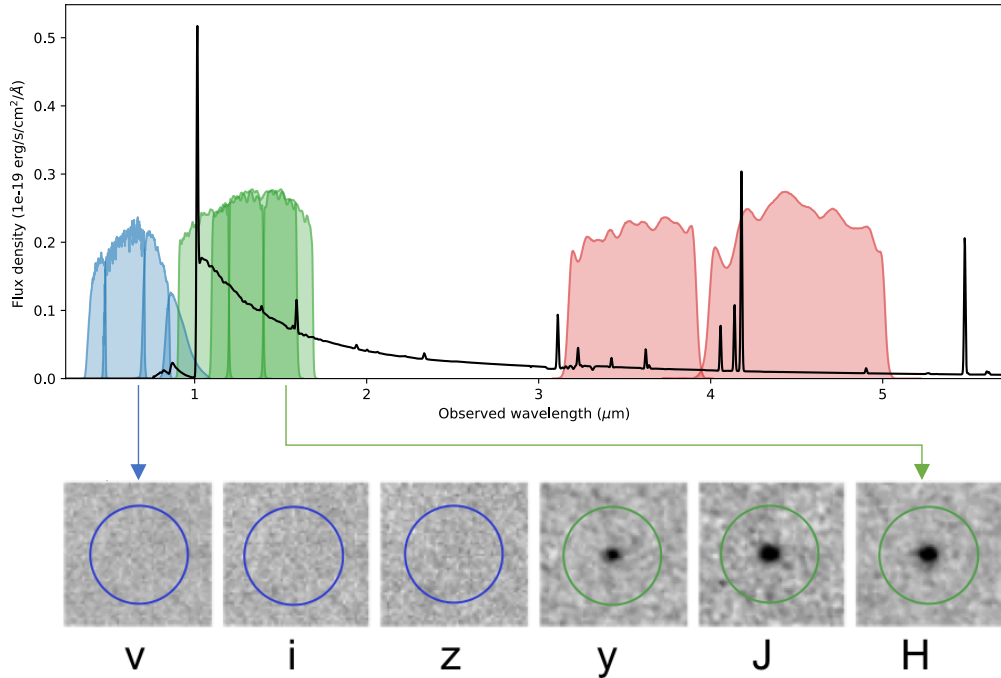 0.5
0.4
0.3
0.2
0.1
0.0
Flux density (1e-19 erg/s/cm²/Å)
1 2 3 4 5
Observed wavelength (μm)
v i z y J H